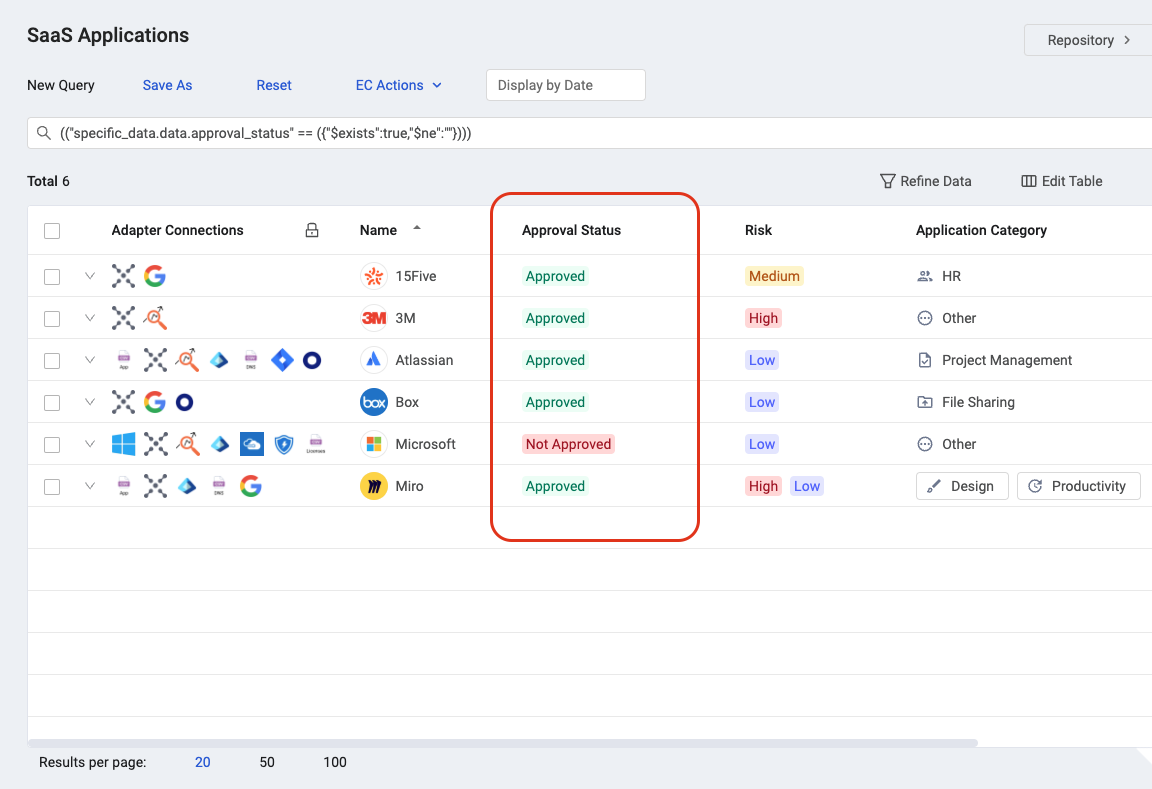 SaaS Applications
Repository
New Query Save As Reset EC Actions Display by Date
(("specific_data.data.approval_status" == ({"$exists":true,"$ne":""})))
Total 6 Refine Data Edit Table
Adapter Connections Name Approval Status Risk Application Category
15Five Approved Medium HR
3M 3M Approved High Other
App DNS Atlassian Approved Low Project Management
box Box Approved Low File Sharing
Licenses Microsoft Not Approved Low Other
App DNS Miro Approved High Low Design Productivity
Results per page: 20 50 100